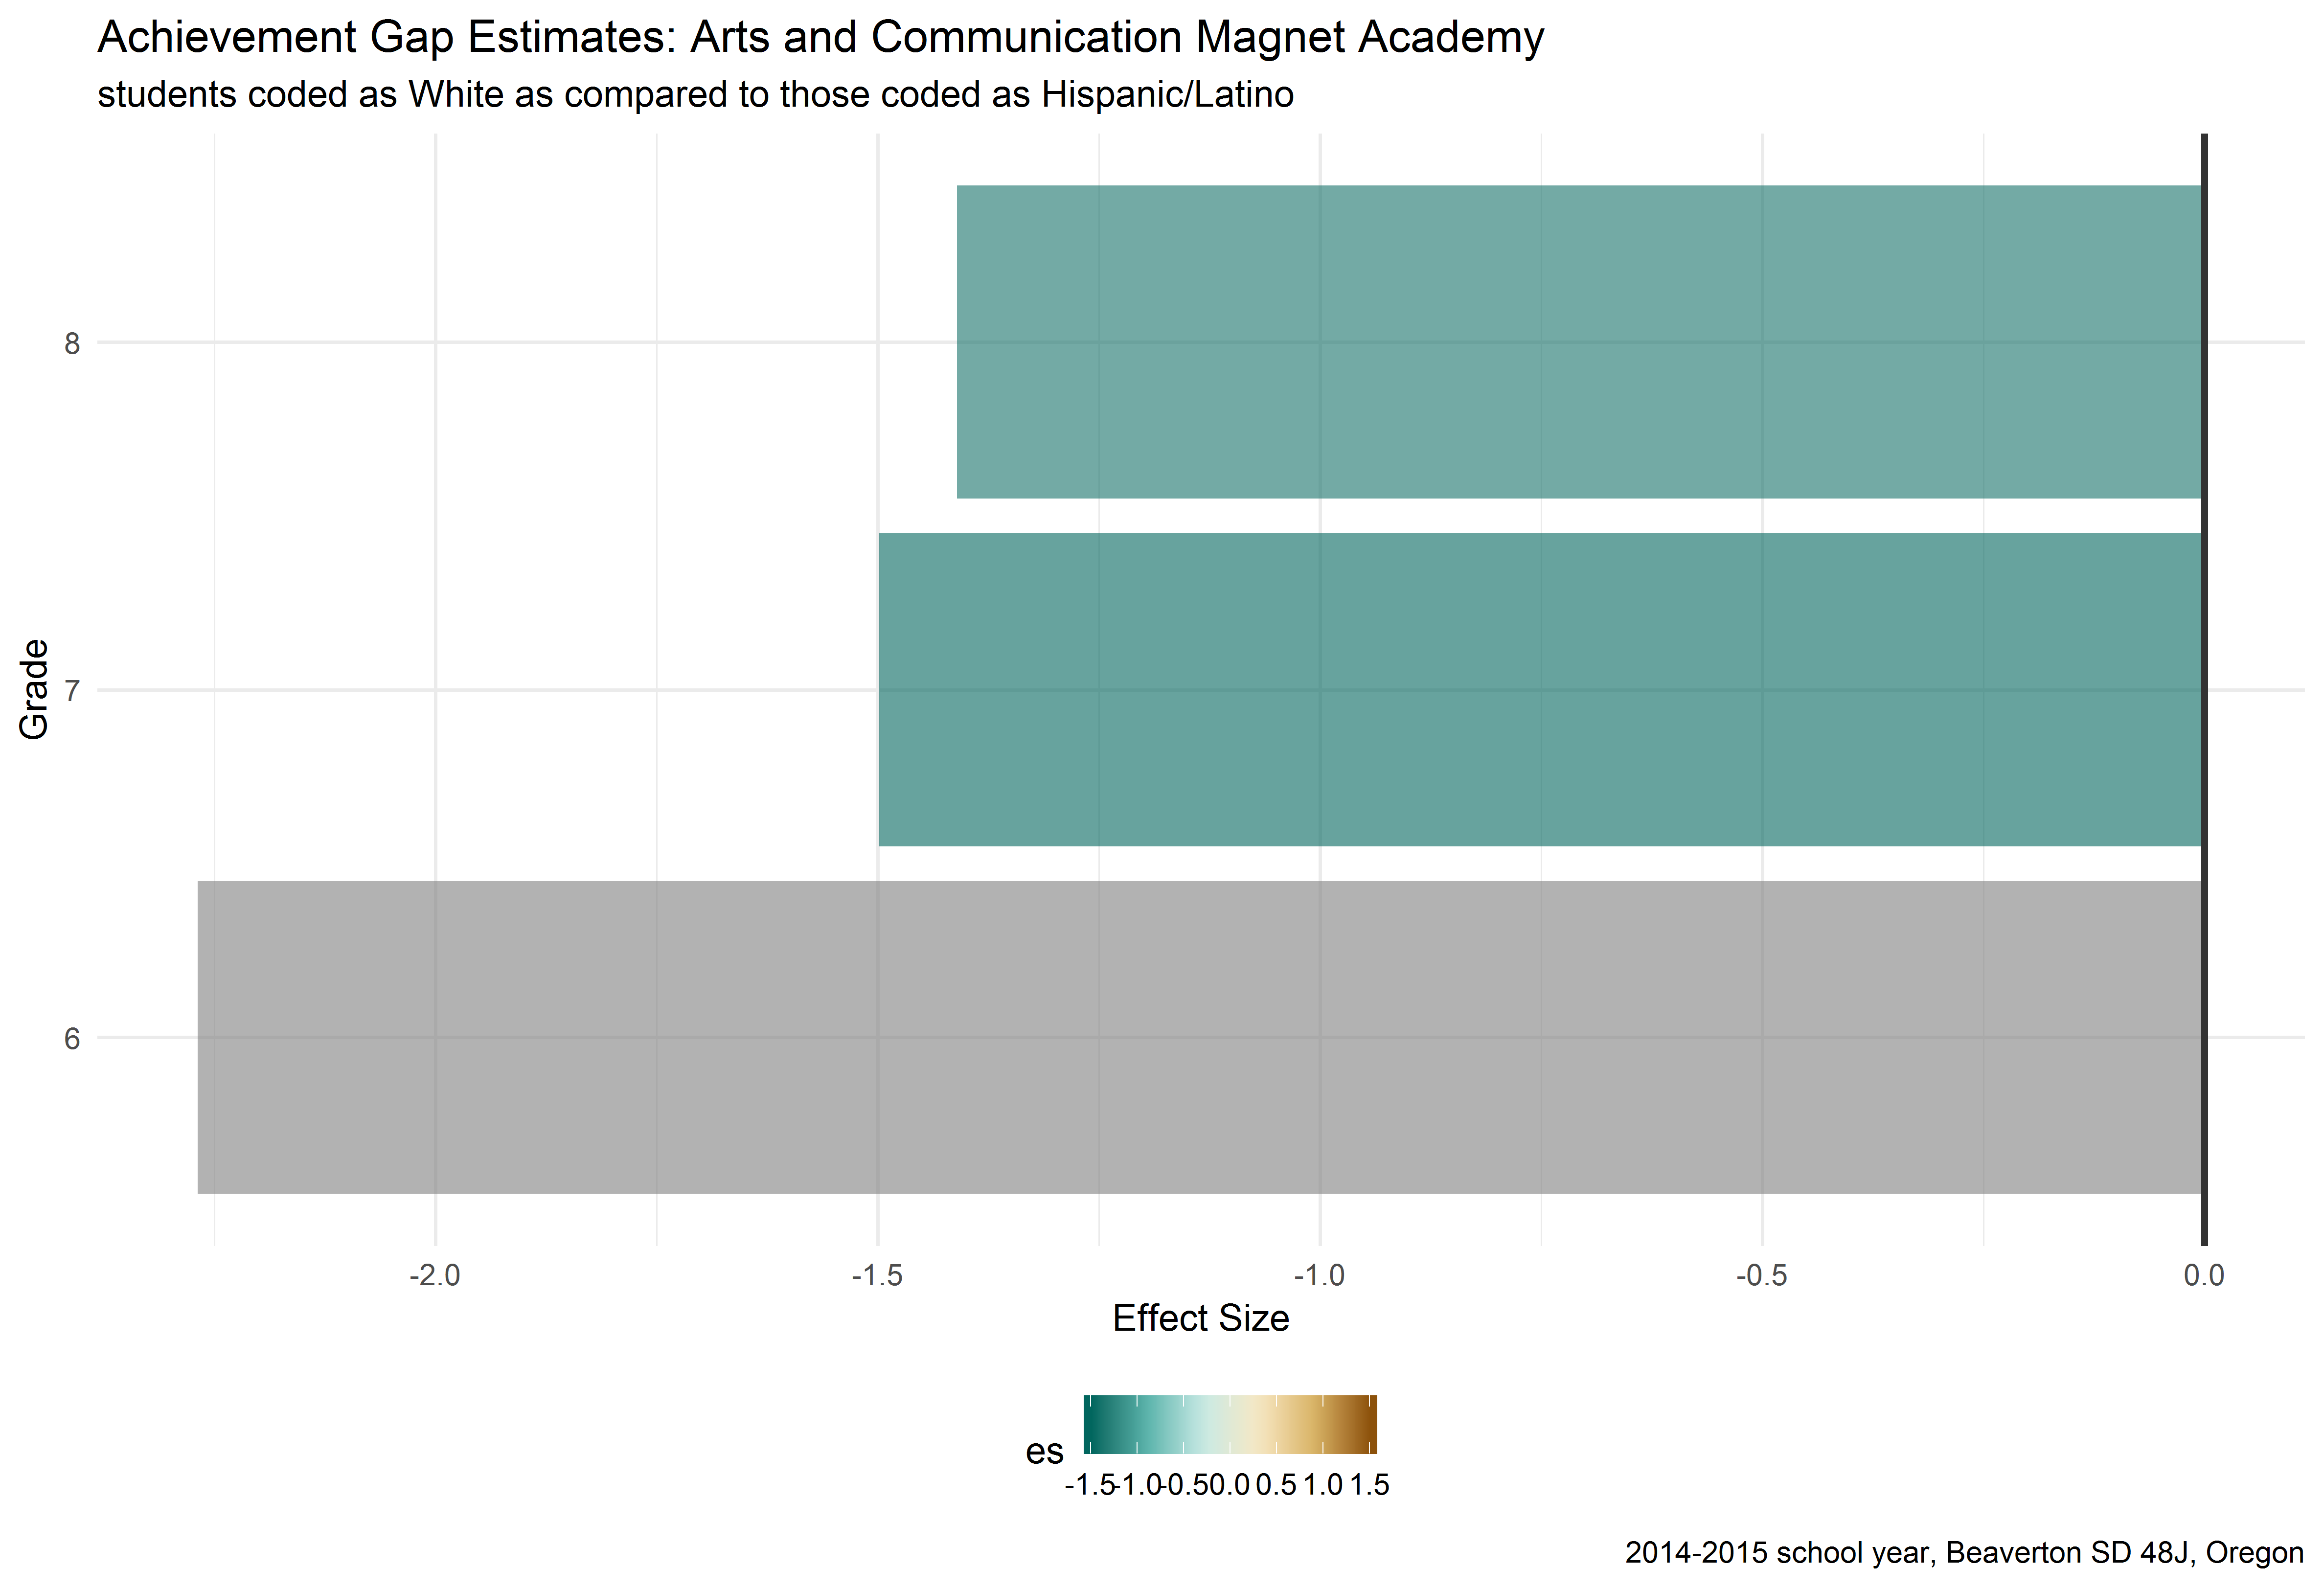 Achievement Gap Estimates: Arts and Communication Magnet Academy
students coded as White as compared to those coded as Hispanic/Latino
Grade
8
7
6
-2.0 -1.5 -1.0 -0.5 0.0
Effect Size
es
-1.5 -1.0 -0.5 0.0 0.5 1.0 1.5
2014-2015 school year, Beaverton SD 48J, Oregon